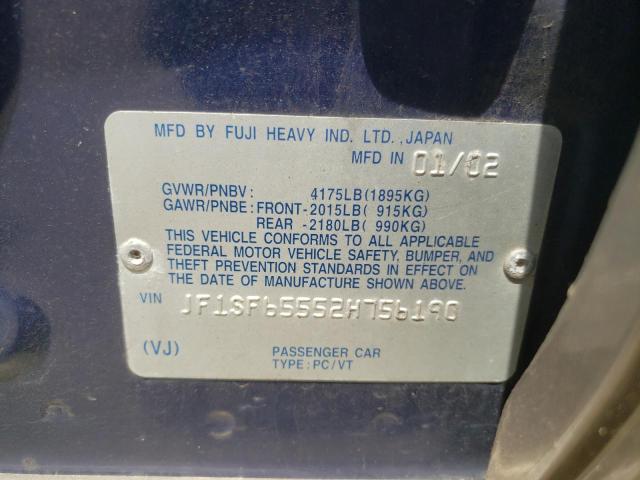 MFD BY FUJI HEAVY IND. LTD., JAPAN
MFD IN 01/02
GVWR/PNBV: 4175LB(1895KG)
GAWR/PNBE: FRONT-2015LB( 915KG)
REAR -2180LB( 990KG)
THIS VEHICLE CONFORMS TO ALL APPLICABLE
FEDERAL MOTOR VEHICLE SAFETY, BUMPER, AND
THEFT PREVENTION STANDARDS IN EFFECT ON
THE DATE OF MANUFACTURE SHOWN ABOVE.
VIN JF1SF65552H756190
(VJ) PASSENGER CAR
TYPE: PC/VT